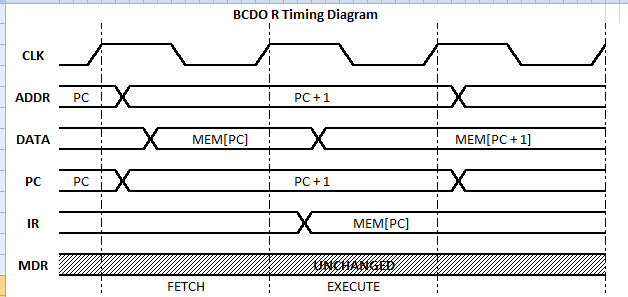 BCDO R Timing Diagram
CLK
ADDR PC PC + 1
DATA MEM[PC] MEM[PC + 1]
PC PC PC + 1
IR MEM[PC]
MDR UNCHANGED
FETCH EXECUTE